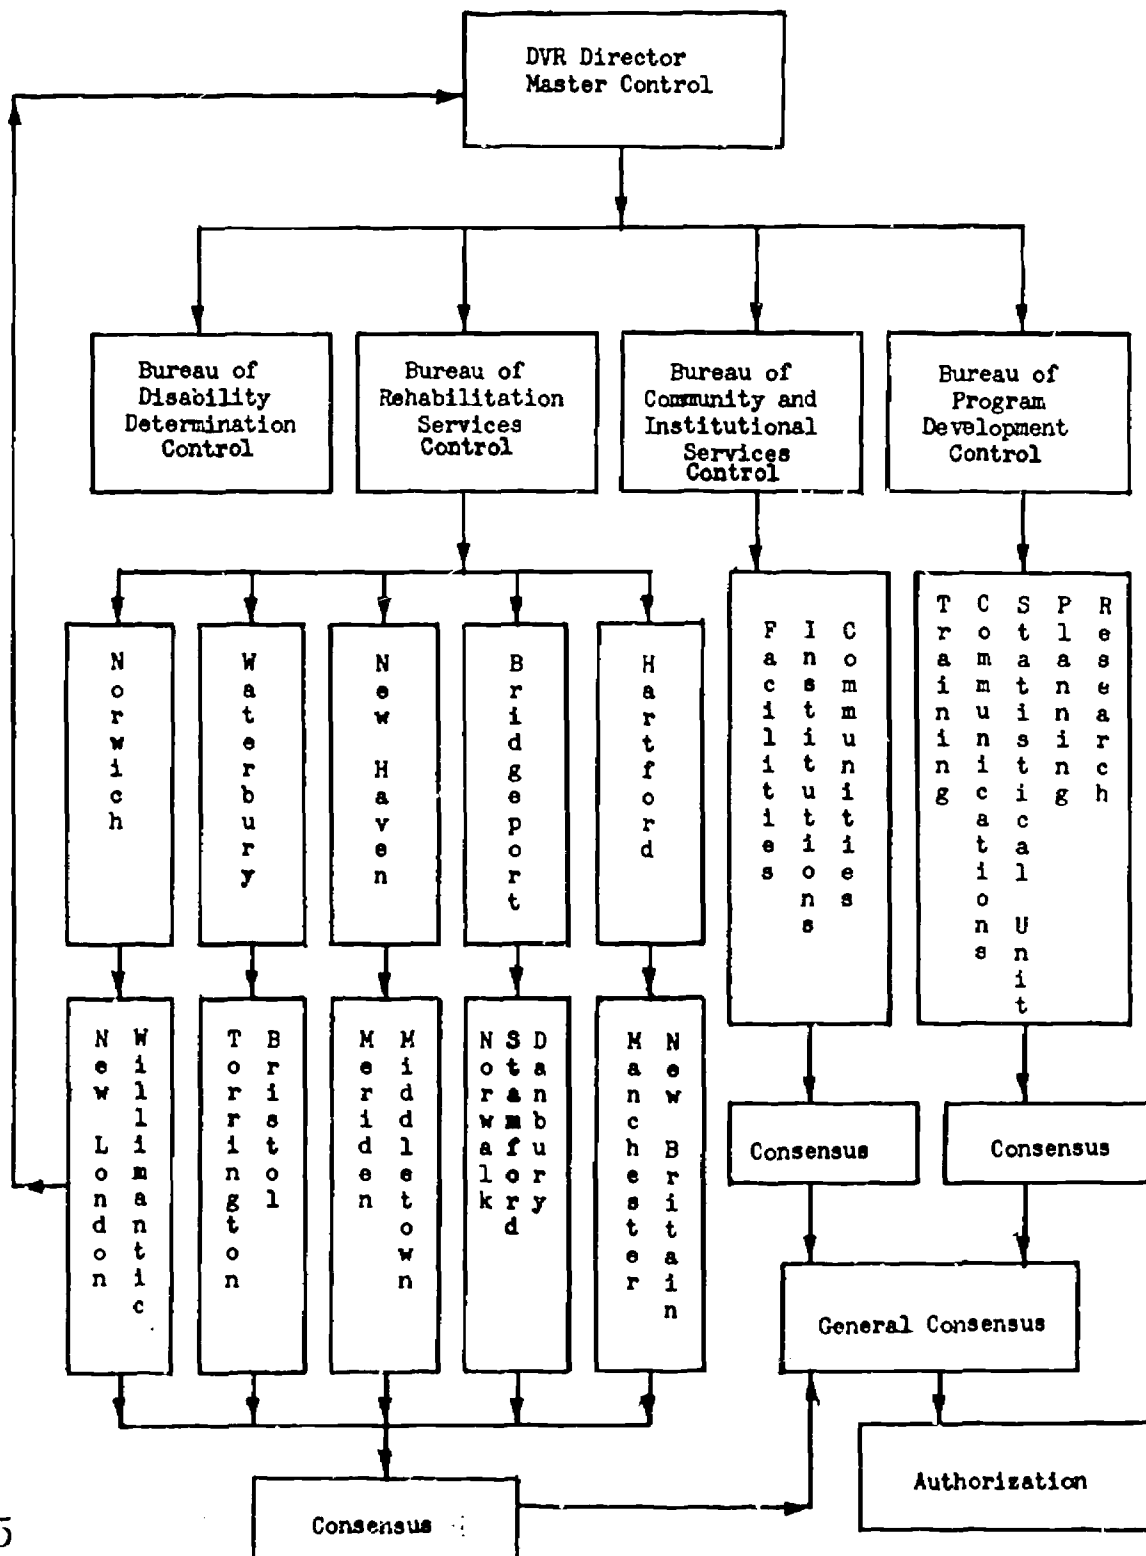 DVR Director
Master Control
Bureau of
Disability
Determination
Control
Bureau of
Rehabilitation
Services
Control
Bureau of
Community and
Institutional
Services
Control
Bureau of
Program
Development
Control
Norwich
Waterbury
New Haven
Bridgeport
Hartford
Facilities
Institutions
Communities
Training
Communications
Statistical Unit
Planning
Research
New London
Willimantic
Torrington
Bristol
Meriden
Middletown
Norwalk
Stamford
Danbury
Manchester
New Britain
Consensus
Consensus
General Consensus
Authorization
Consensus